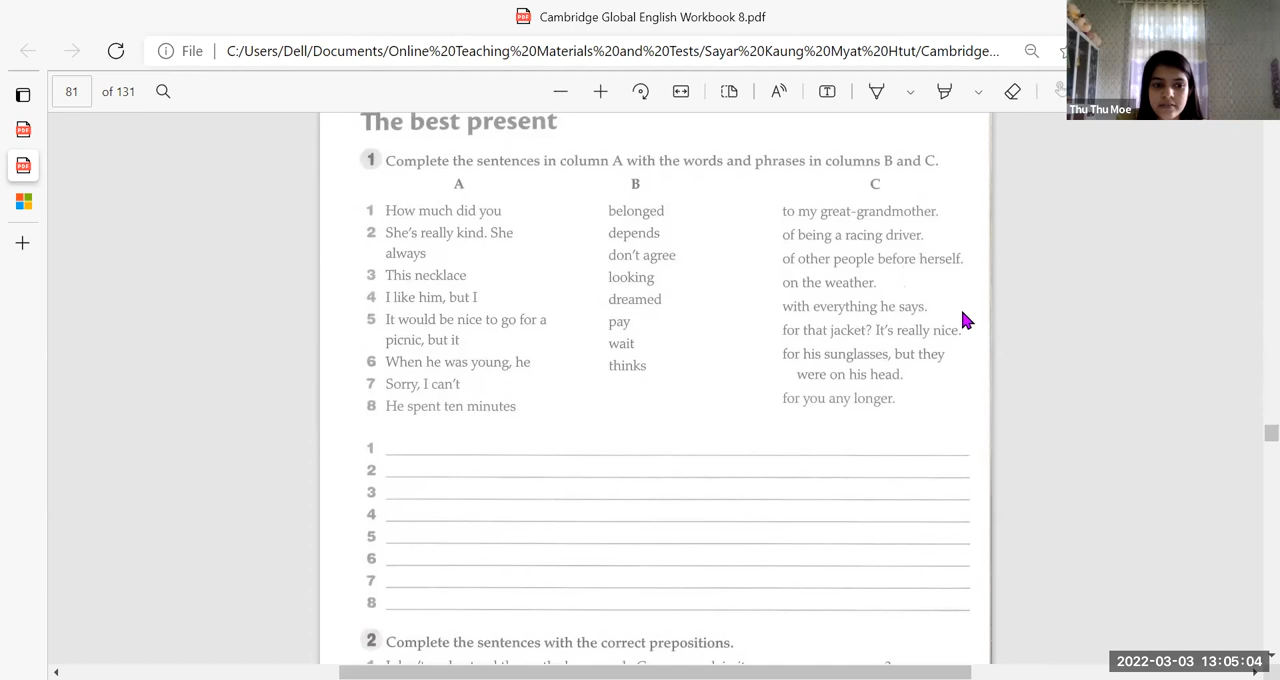 Cambridge Global English Workbook 8.pdf
File
C:/Users/Dell/Documents/Online%20Teaching%20Materials%20and%20Tests/Sayar%20Kaung%20Myat%20Htut/Cambridge...
81 of 131
Thu Thu Moe
The best present
1 Complete the sentences in column A with the words and phrases in columns B and C.
A B C
1 How much did you
2 She's really kind. She
always
3 This necklace
4 I like him, but I
5 It would be nice to go for a
picnic, but it
6 When he was young, he
7 Sorry, I can't
8 He spent ten minutes
belonged
depends
don't agree
looking
dreamed
pay
wait
thinks
to my great-grandmother.
of being a racing driver.
of other people before herself.
on the weather.
with everything he says.
for that jacket? It's really nice.
for his sunglasses, but they
were on his head.
for you any longer.
1
2
3
4
5
6
7
8
2 Complete the sentences with the correct prepositions.
2022-03-03 13:05:04